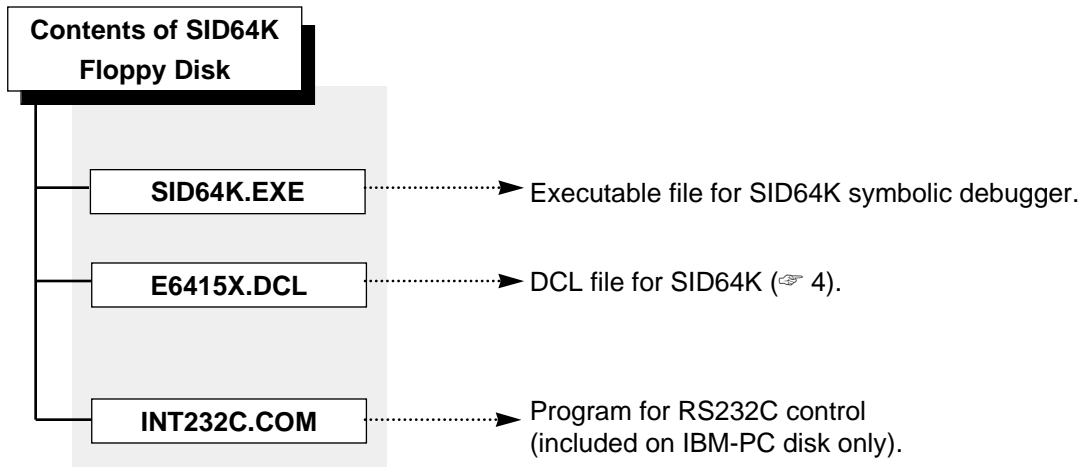 Contents of SID64K
Floppy Disk
SID64K.EXE
Executable file for SID64K symbolic debugger.
E6415X.DCL
DCL file for SID64K (☞ 4).
INT232C.COM
Program for RS232C control
(included on IBM-PC disk only).